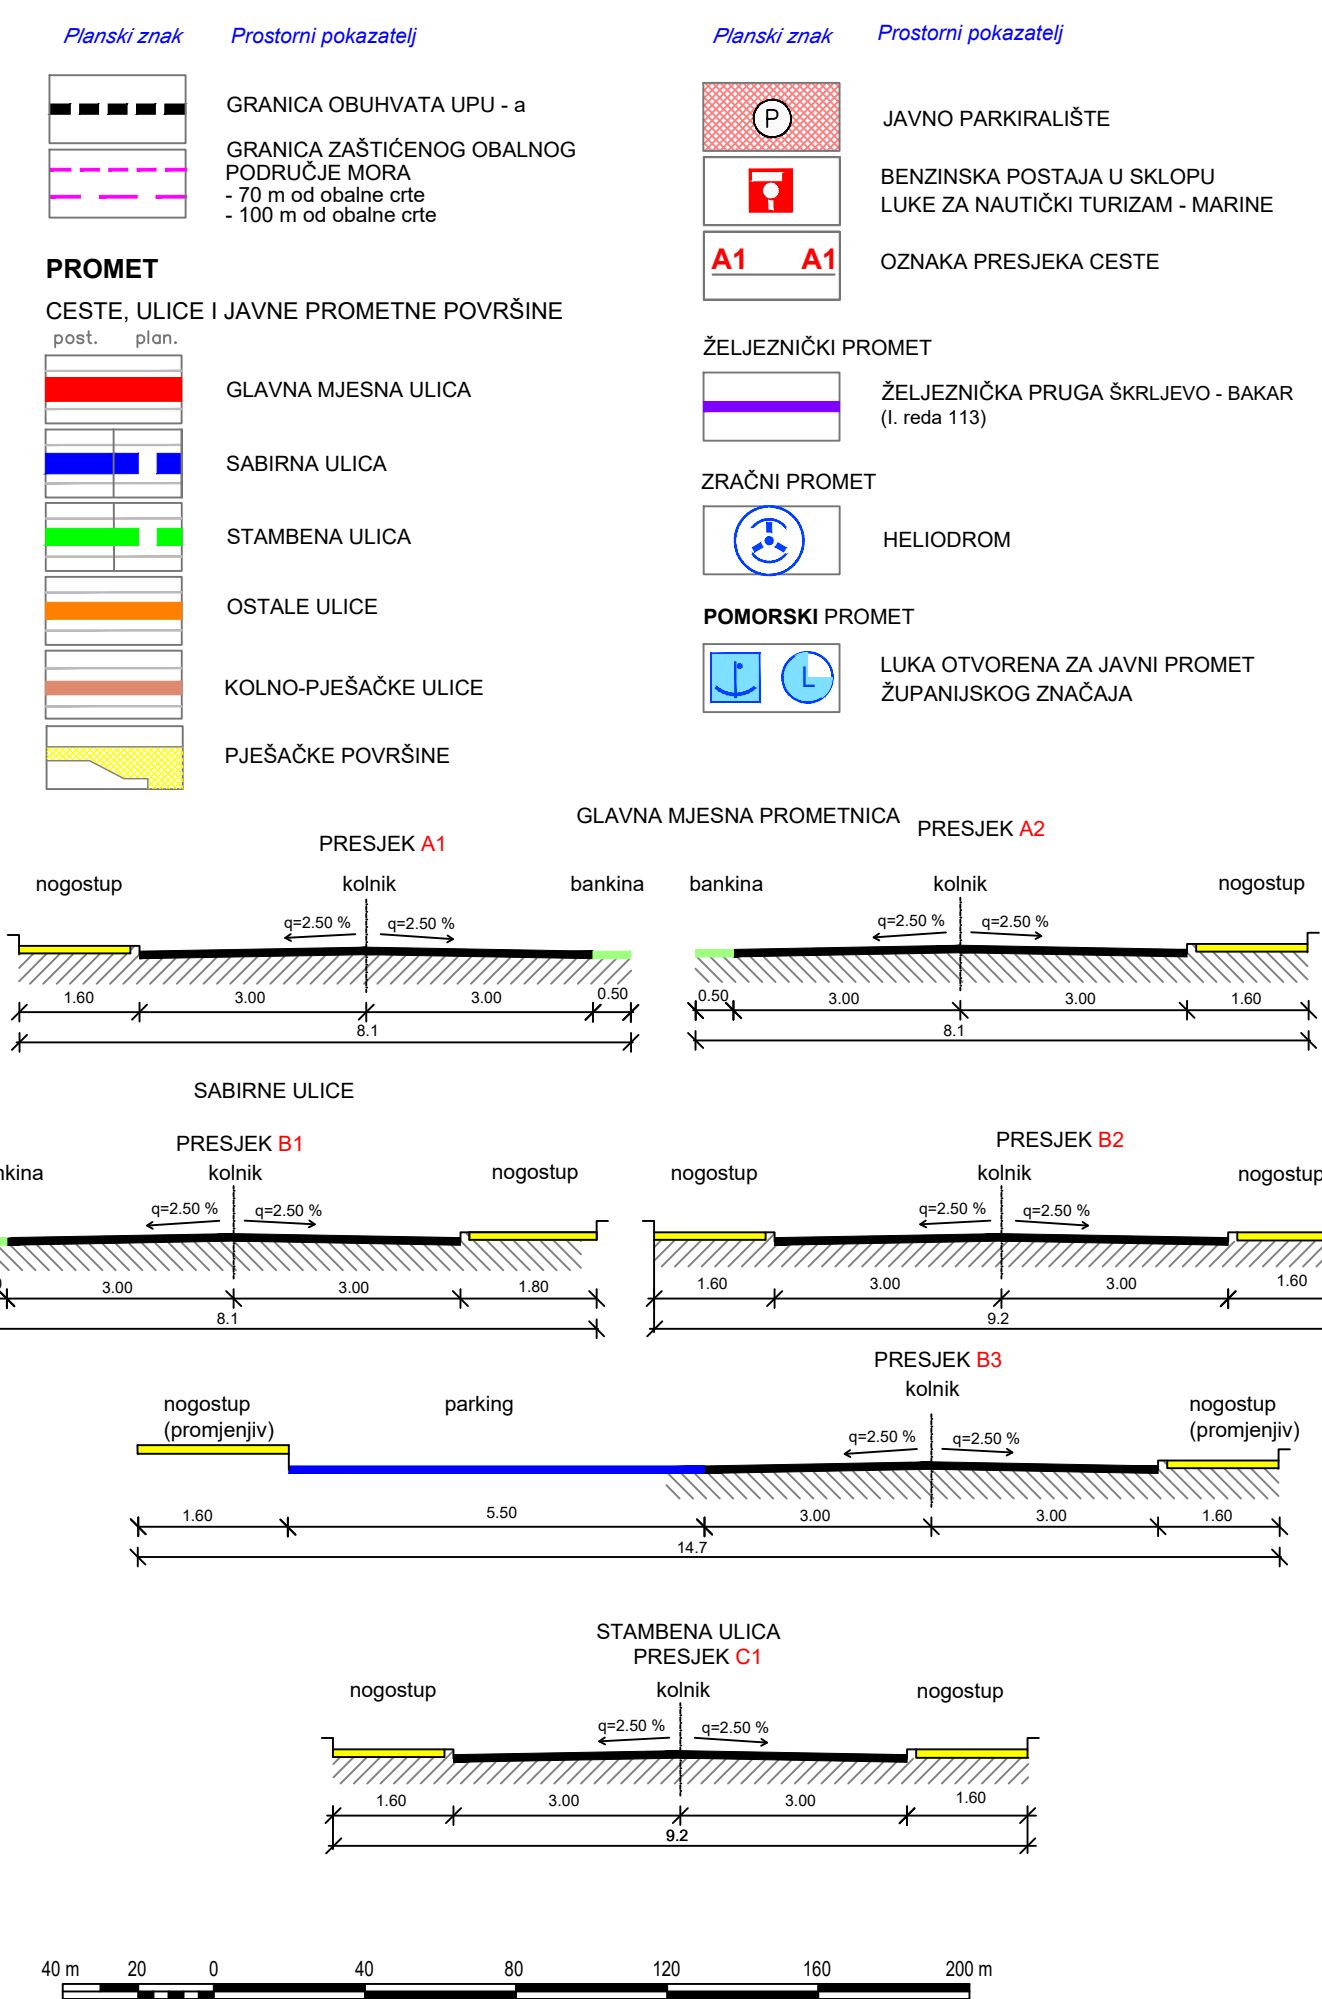 Planski znak
Prostorni pokazatelj
GRANICA OBUHVATA UPU - a
GRANICA ZAŠTIĆENOG OBALNOG
PODRUČJE MORA
- 70 m od obalne crte
- 100 m od obalne crte
PROMET
CESTE, ULICE I JAVNE PROMETNE POVRŠINE
post. plan.
GLAVNA MJESNA ULICA
SABIRNA ULICA
STAMBENA ULICA
OSTALE ULICE
KOLNO-PJEŠAČKE ULICE
PJEŠAČKE POVRŠINE
Planski znak
Prostorni pokazatelj
P
JAVNO PARKIRALIŠTE
BENZINSKA POSTAJA U SKLOPU
LUKE ZA NAUTIČKI TURIZAM - MARINE
A1 A1
OZNAKA PRESJEKA CESTE
ŽELJEZNIČKI PROMET
ŽELJEZNIČKA PRUGA ŠKRLJEVO - BAKAR
(I. reda 113)
ZRAČNI PROMET
HELIODROM
POMORSKI PROMET
L
LUKA OTVORENA ZA JAVNI PROMET
ŽUPANIJSKOG ZNAČAJA
GLAVNA MJESNA PROMETNICA
PRESJEK A1
nogostup kolnik bankina
q=2.50 % q=2.50 %
1.60 3.00 3.00 0.50
8.1
PRESJEK A2
bankina kolnik nogostup
q=2.50 % q=2.50 %
0.50 3.00 3.00 1.60
8.1
SABIRNE ULICE
PRESJEK B1
kina kolnik nogostup
q=2.50 % q=2.50 %
3.00 3.00 1.80
8.1
PRESJEK B2
nogostup kolnik nogostup
q=2.50 % q=2.50 %
1.60 3.00 3.00 1.60
9.2
PRESJEK B3
kolnik
nogostup
(promjenjiv)
parking
nogostup
(promjenjiv)
q=2.50 % q=2.50 %
1.60 5.50 3.00 3.00 1.60
14.7
STAMBENA ULICA
PRESJEK C1
nogostup kolnik nogostup
q=2.50 % q=2.50 %
1.60 3.00 3.00 1.60
9.2
40 m 20 0 40 80 120 160 200 m